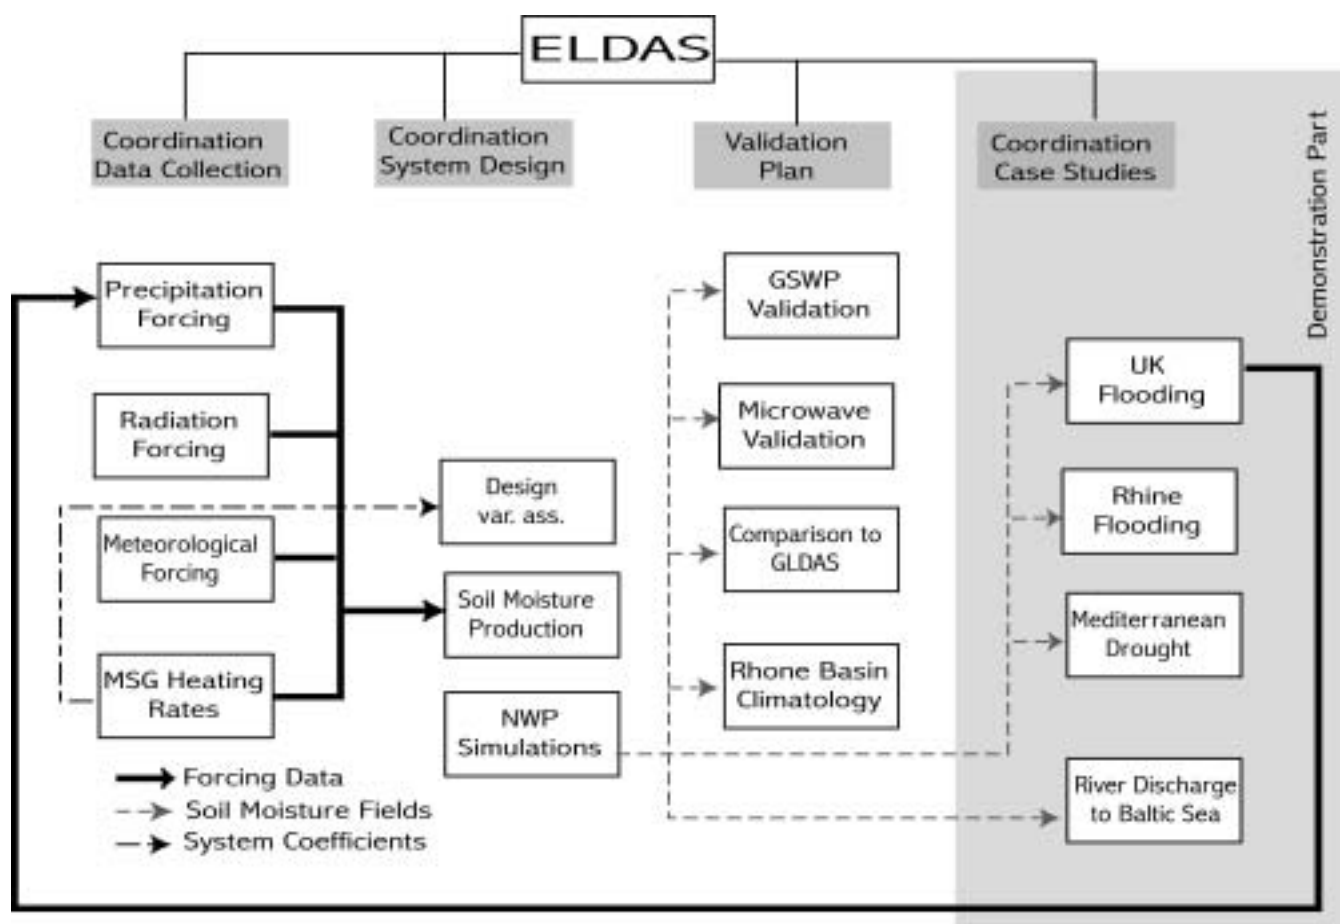 ELDAS
Coordination
Data Collection
Coordination
System Design
Validation
Plan
Coordination
Case Studies
Demonstration Part
Precipitation
Forcing
Radiation
Forcing
Meteorological
Forcing
MSG Heating
Rates
Design
var. ass.
Soil Moisture
Production
NWP
Simulations
GSWP
Validation
Microwave
Validation
Comparison to
GLDAS
Rhone Basin
Climatology
UK
Flooding
Rhine
Flooding
Mediterranean
Drought
River Discharge
to Baltic Sea
Forcing Data
Soil Moisture Fields
System Coefficients